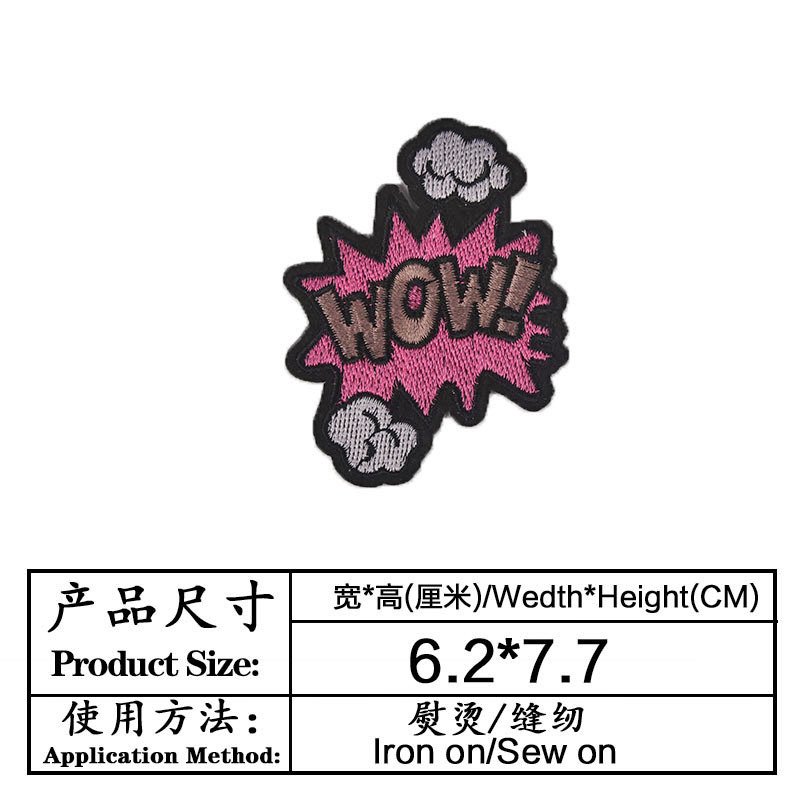 WOW!
产品尺寸
Product Size:
宽*高(厘米)/Wedth*Height(CM)
6.2*7.7
使用方法：
Application Method:
熨烫/缝纫
Iron on/Sew on